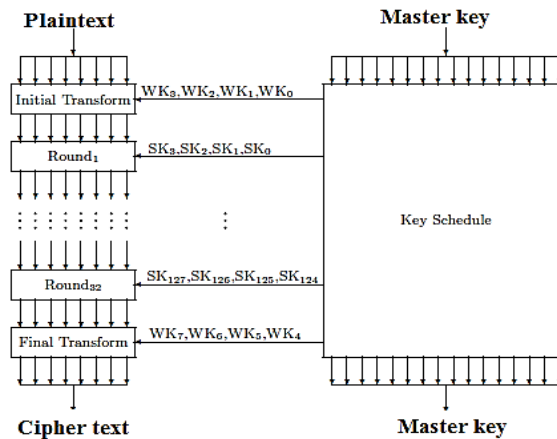 Plaintext
Master key
WK₃,WK₂,WK₁,WK₀
Initial Transform
SK₃,SK₂,SK₁,SK₀
Round₁
Key Schedule
SK₁₂₇,SK₁₂₆,SK₁₂₅,SK₁₂₄
Round₃₂
WK₇,WK₆,WK₅,WK₄
Final Transform
Cipher text
Master key